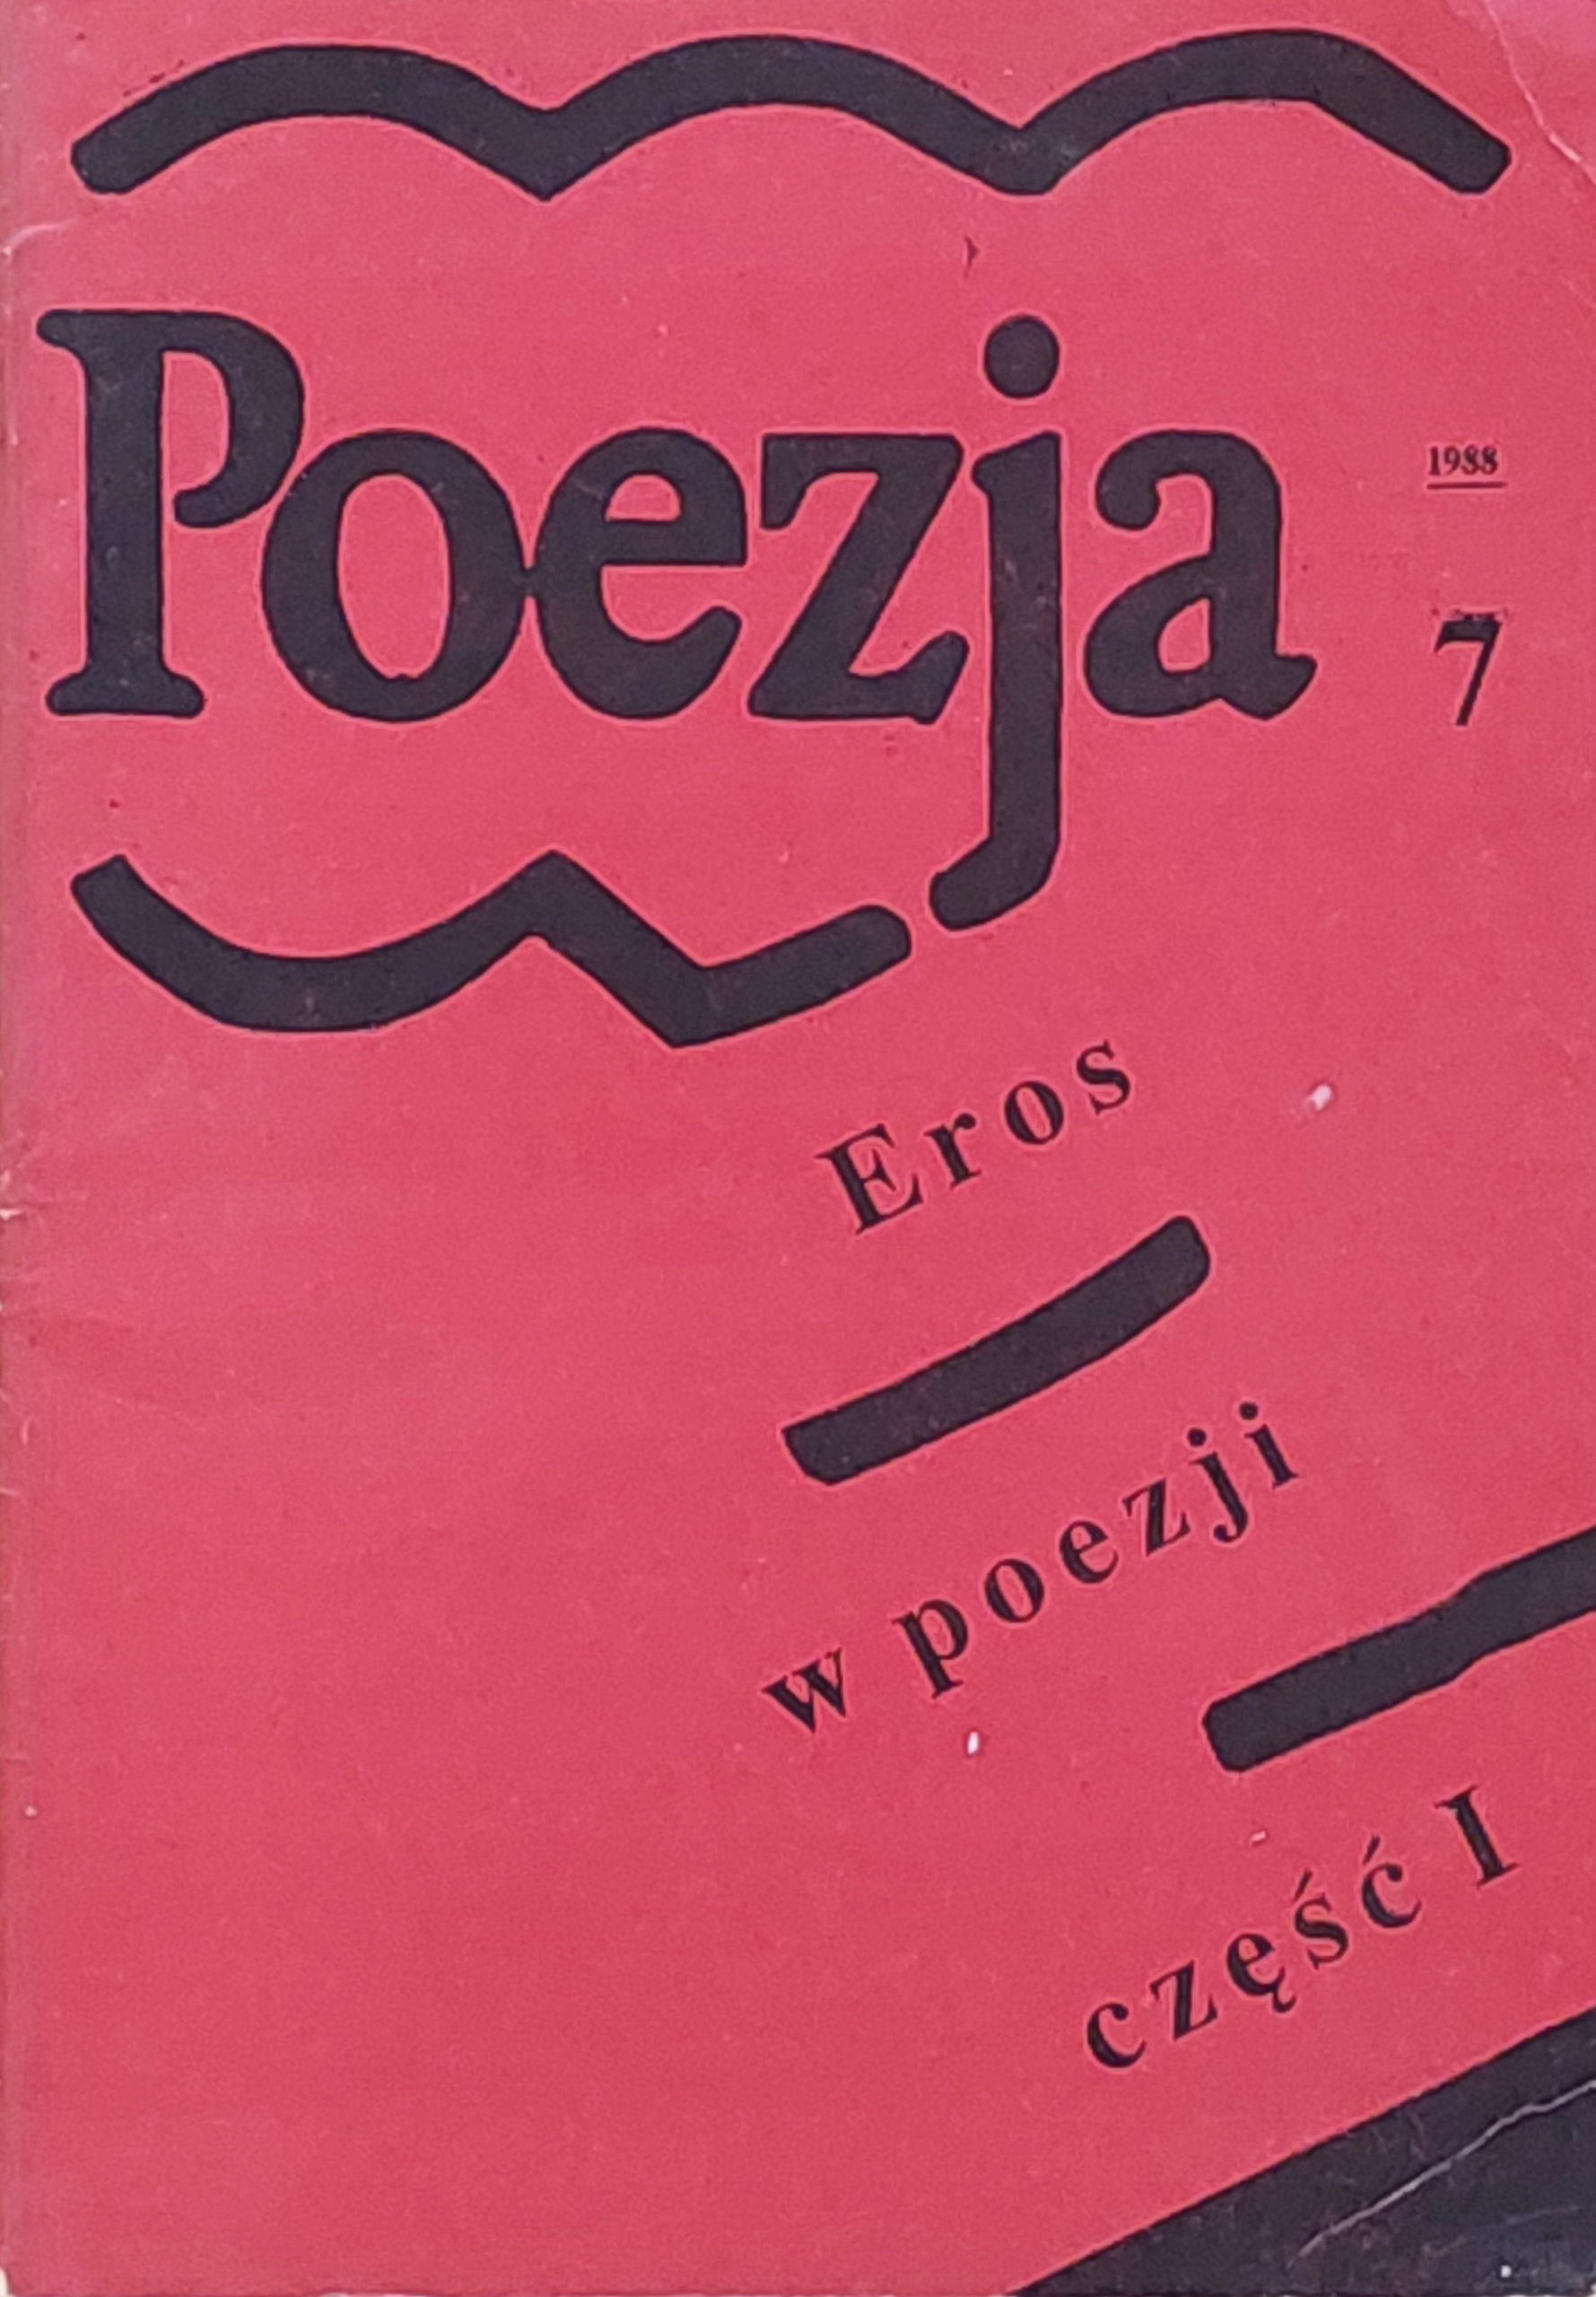 Poezja
1988
7
Eros
w poezji
część I